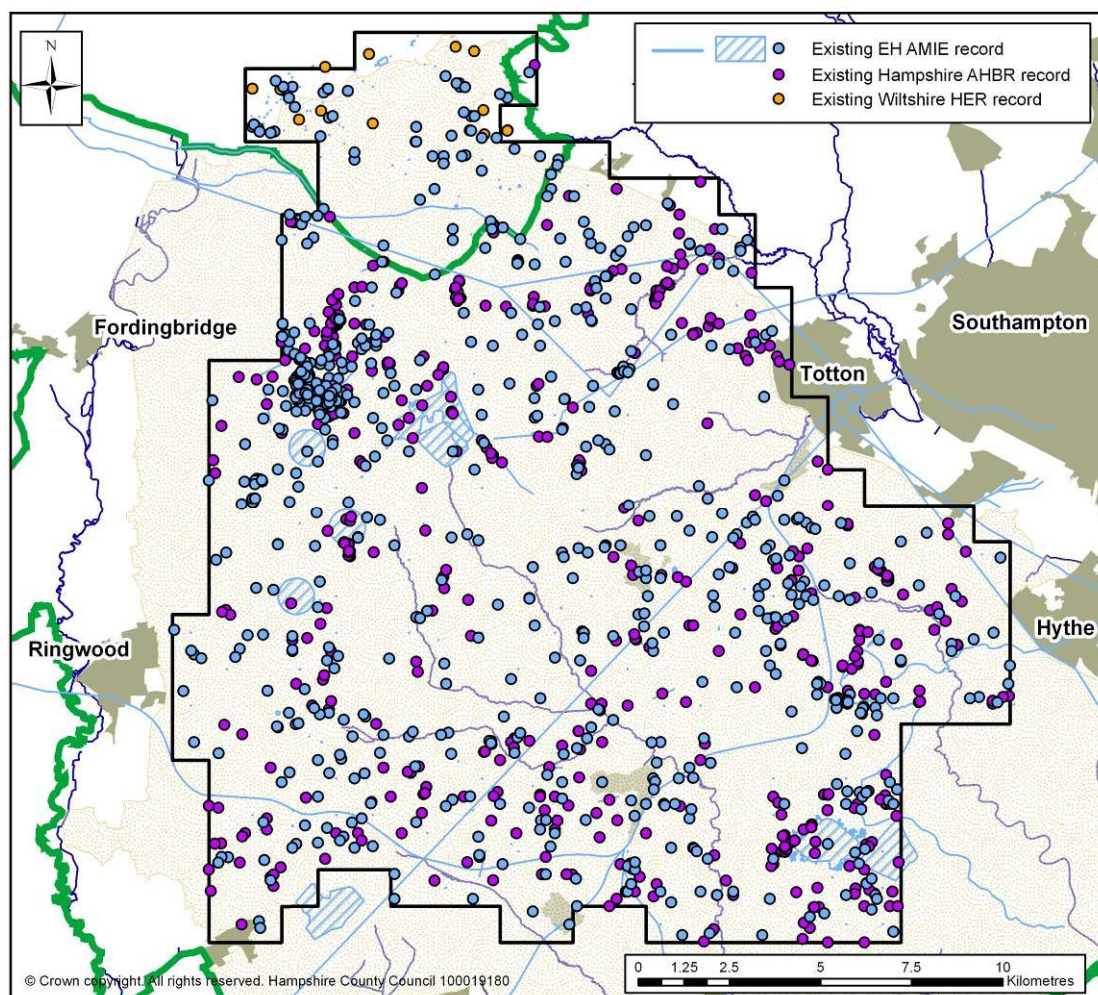 N
Existing EH AMIE record
Existing Hampshire AHBR record
Existing Wiltshire HER record
Fordingbridge
Southampton
Totton
Ringwood
Hythe
© Crown copyright. All rights reserved. Hampshire County Council 100019180
0 1.25 2.5 5 7.5 10
Kilometres